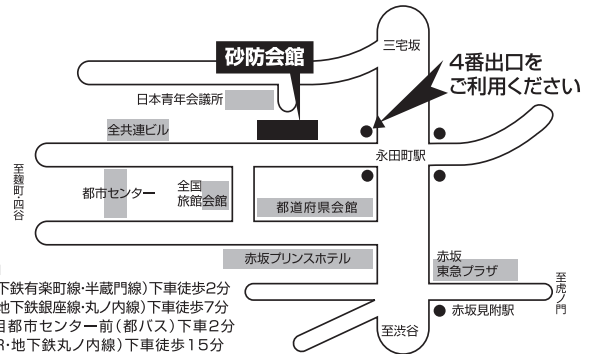 三宅坂
砂防会館
4番出口を
ご利用ください
日本青年会議所
全共連ビル
永田町駅
至麹町・四谷
都市センター
全国
旅館会館
都道府県会館
赤坂プリンスホテル
赤坂
東急プラザ
至虎ノ門
下鉄有楽町線・半蔵門線)下車徒歩2分
地下鉄銀座線・丸ノ内線)下車徒歩7分
赤坂見附駅
目都市センター前(都バス)下車2分
至渋谷
R・地下鉄丸ノ内線)下車徒歩15分